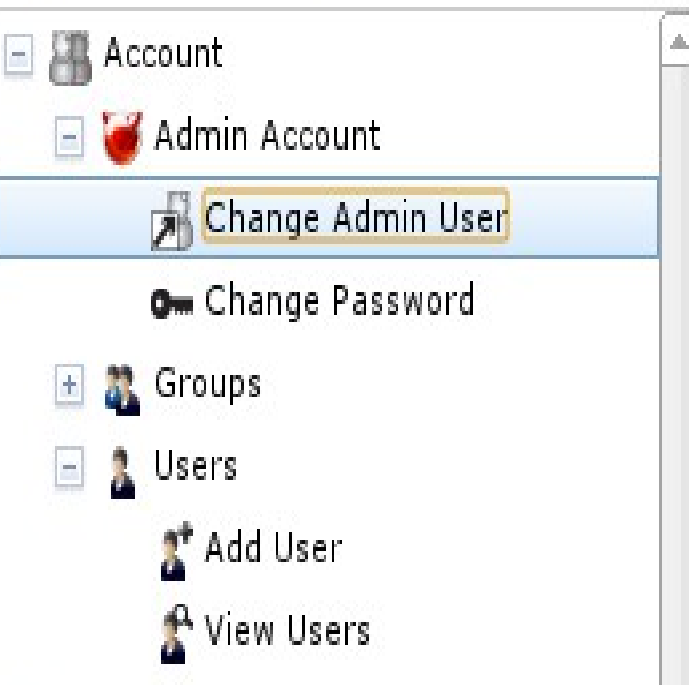 Account
Admin Account
Change Admin User
Change Password
Groups
Users
Add User
View Users